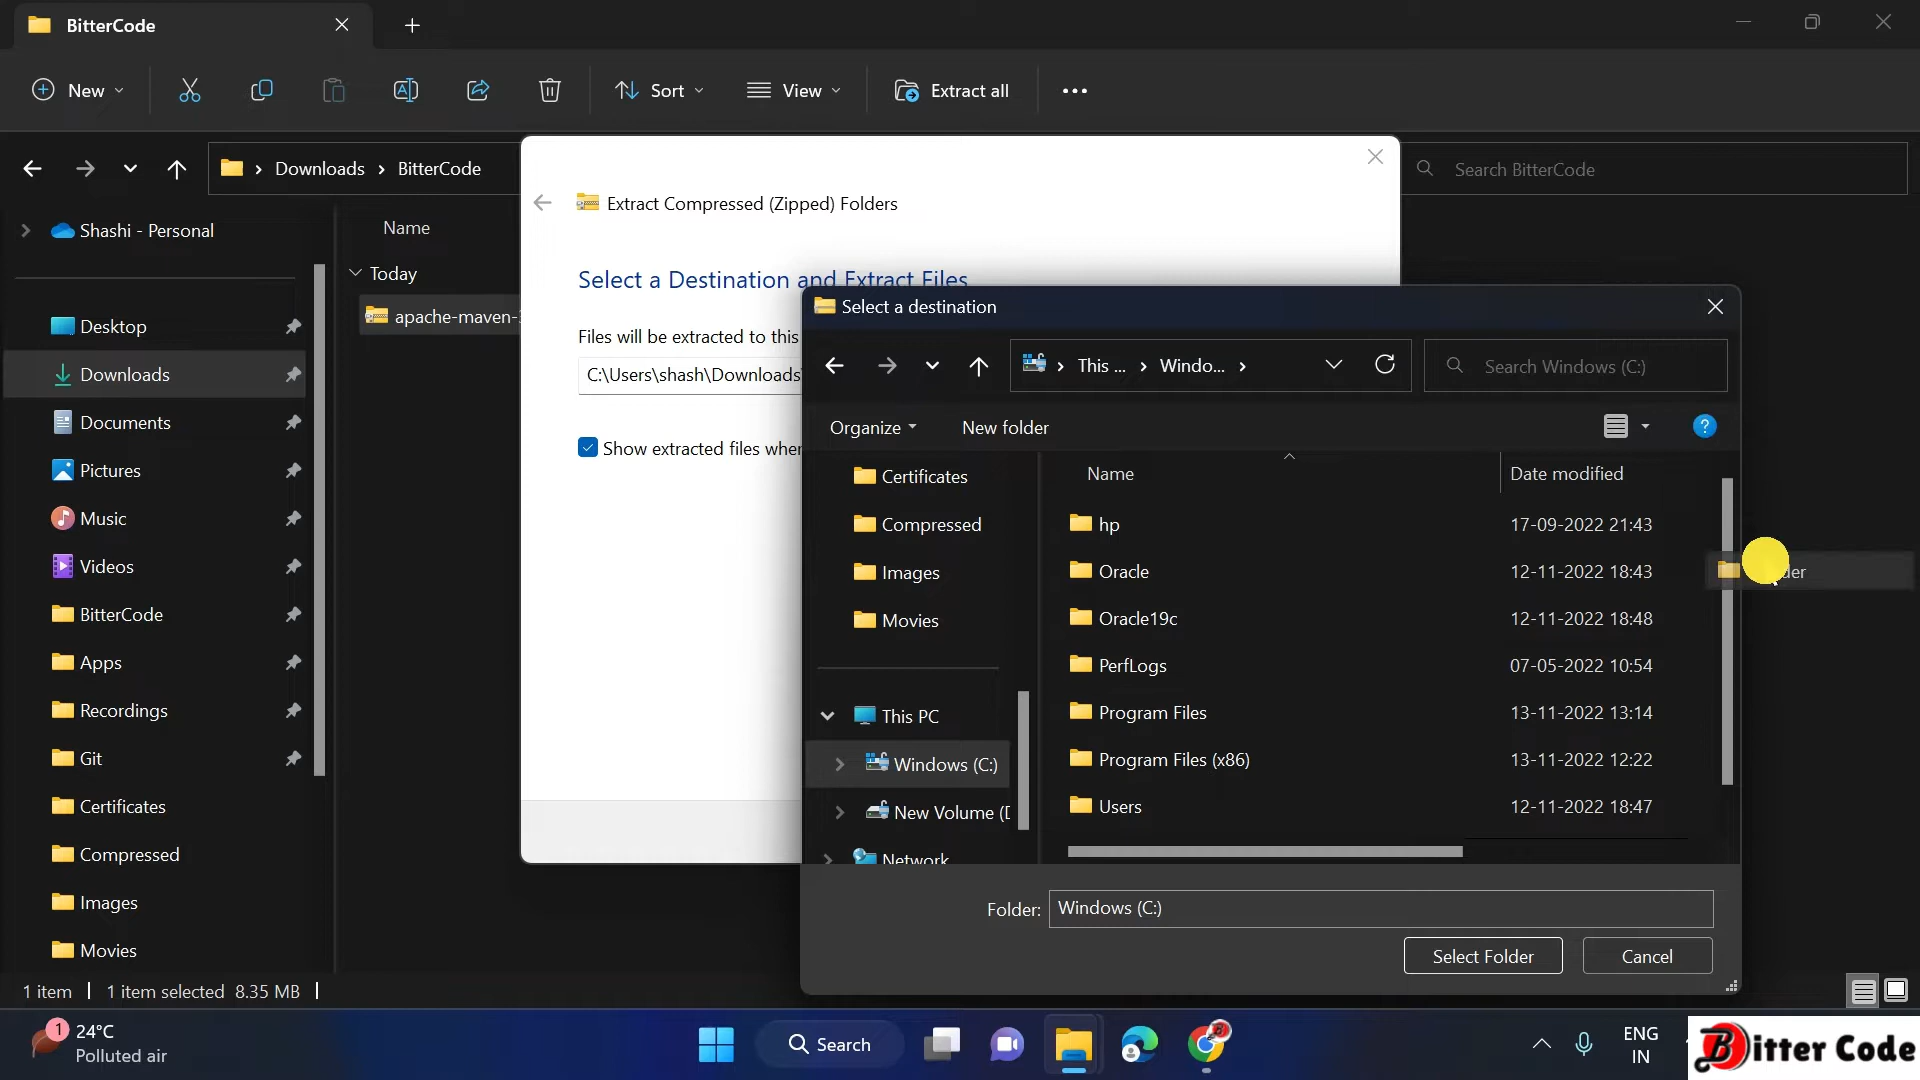 BitterCode
New
Sort
View
Extract all
Downloads
BitterCode
Search BitterCode
Shashi - Personal
Desktop
Downloads
Documents
Pictures
Music
Videos
BitterCode
Apps
Recordings
Git
Certificates
Compressed
Images
Movies
Name
Today
apache-maven-
Extract Compressed (Zipped) Folders
Select a Destination and Extract Files
Files will be extracted to this
C:\Users\shash\Downloads
Show extracted files when
Select a destination
This ...
Windo...
Search Windows (C:)
Organize
New folder
Certificates
Compressed
Images
Movies
This PC
Windows (C:)
New Volume (D
Network
Name
Date modified
hp
17-09-2022 21:43
Oracle
12-11-2022 18:43
Oracle19c
12-11-2022 18:48
PerfLogs
07-05-2022 10:54
Program Files
13-11-2022 13:14
Program Files (x86)
13-11-2022 12:22
Users
12-11-2022 18:47
Folder: Windows (C:)
Select Folder
Cancel
1 item
1 item selected 8.35 MB
1
24°C
Polluted air
Search
ENG
IN
Bitter Code